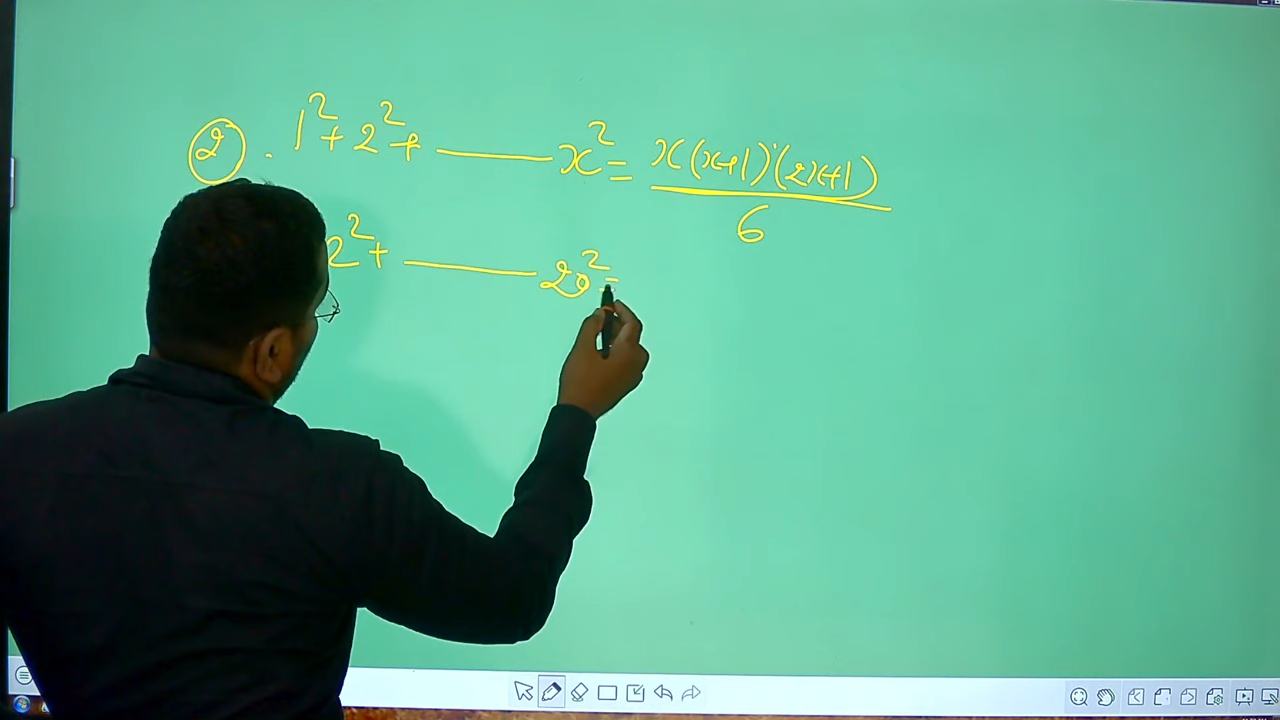 ② . 1² + 2² + ——— x² = x(x+1)(2x+1) / 6
2² + ——— 20² =